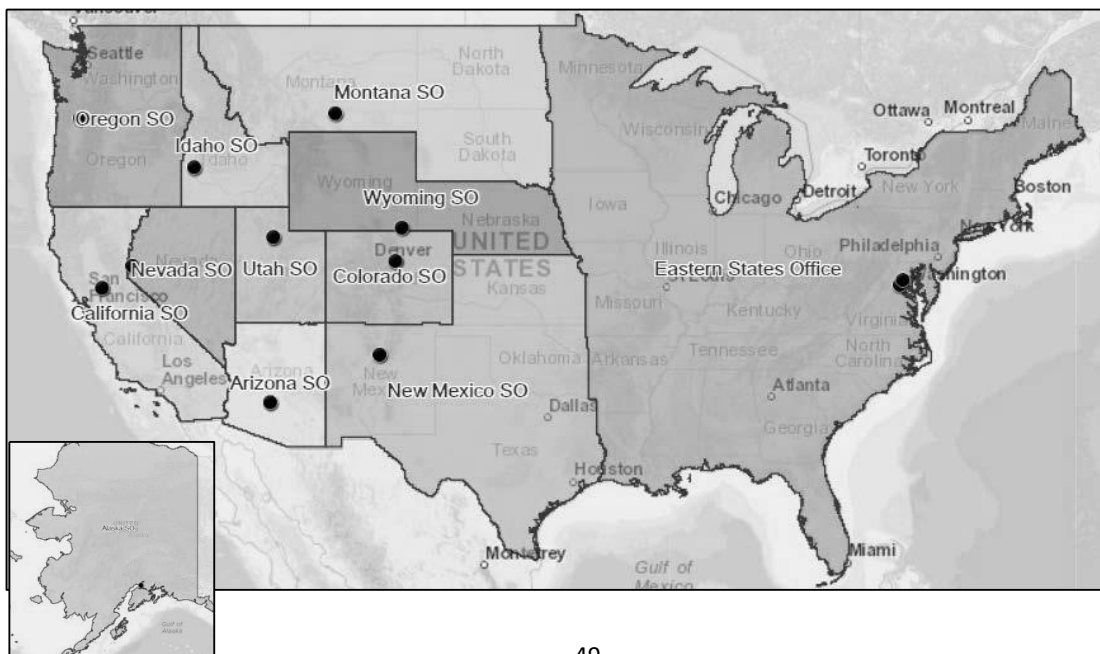 Vancouver
Seattle
Washington
Montana
North
Dakota
Minnesota
Montana SO
Ottawa
Montreal
Maine
Oregon SO
Oregon
Idaho SO
Idaho
South
Dakota
Wisconsin
Toronto
Wyoming
Wyoming SO
Iowa
Chicago
Detroit
New York
Boston
Nebraska
UNITED
STATES
Denver
Colorado SO
Utah SO
Nevada
Nevada SO
San
Francisco
California SO
California
Kansas
Illinois
Ohio
Philadelphia
New York
Eastern States Office
Washington
St Louis
Missouri
Kentucky
Virginia
Los
Angeles
Arizona
Arizona SO
New
Mexico
New Mexico SO
Oklahoma
Arkansas
Tennessee
North
Carolina
Atlanta
Dallas
Georgia
Texas
Houston
Monterrey
Gulf of
Mexico
Miami
UNITED
Alaska SO
Gulf of
Alaska
49